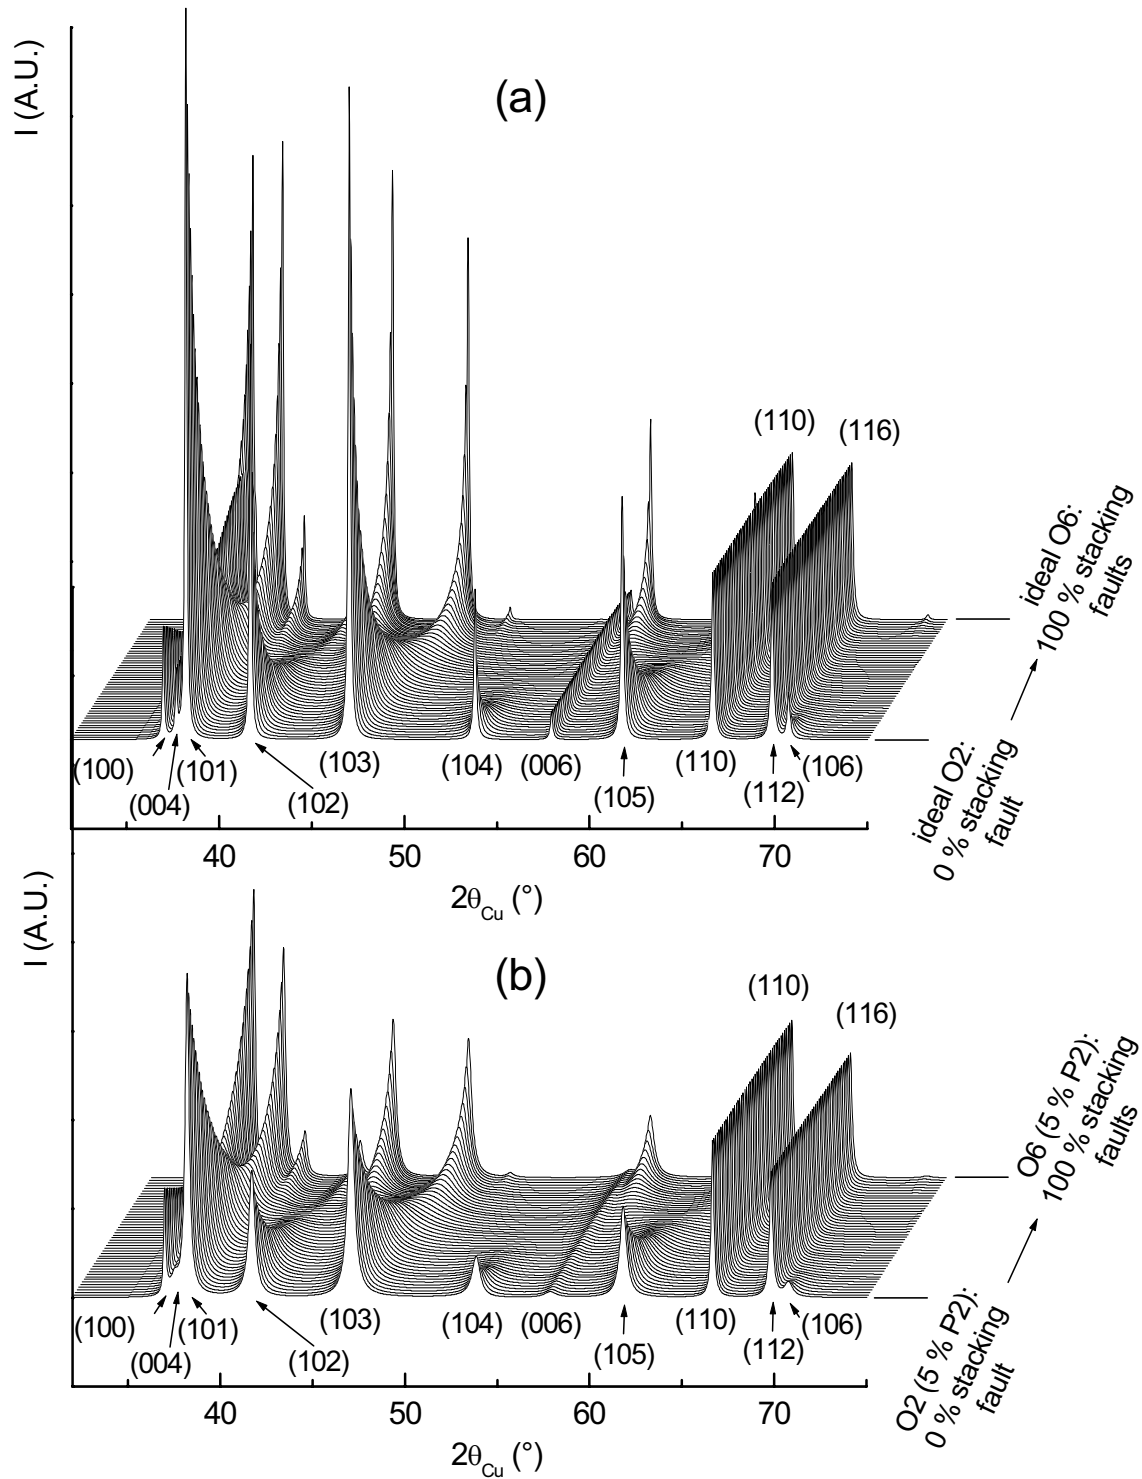 I (A.U.)
(a)
(110)
(116)
ideal O6:
100 % stacking
faults
(100)
(004)
(101)
(102)
(103)
(104)
(006)
(105)
(110)
(112)
(106)
ideal O2:
0 % stacking
fault
40
50
60
70
2θCu (°)
I (A.U.)
(b)
(110)
(116)
O6 (5 % P2):
100 % stacking
faults
(100)
(004)
(101)
(102)
(103)
(104)
(006)
(105)
(110)
(112)
(106)
O2 (5 % P2):
0 % stacking
fault
40
50
60
70
2θCu (°)